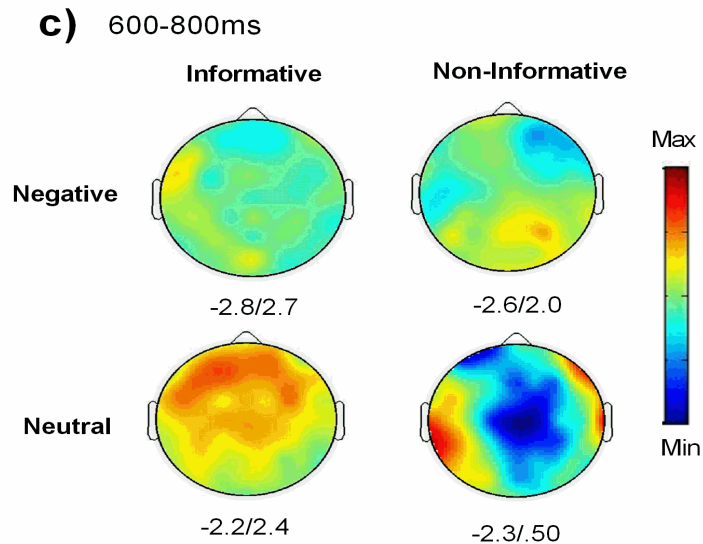 c) 600-800ms
Informative
Non-Informative
Max
Negative
-2.8/2.7
-2.6/2.0
Neutral
Min
-2.2/2.4
-2.3/.50